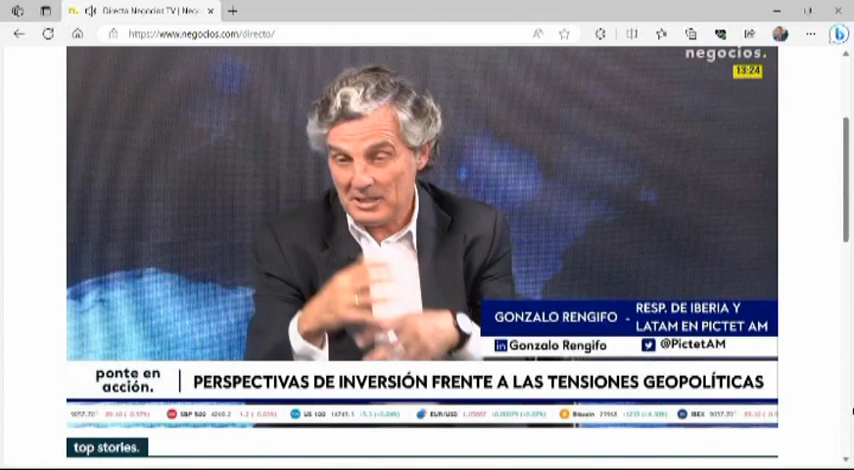 Directo Negocios TV | Nego
https://www.negocios.com/directo/
negocios.
13:24
GONZALO RENGIFO - RESP. DE IBERIA Y
LATAM EN PICTET AM
Gonzalo Rengifo
@PictetAM
ponte en
acción.
PERSPECTIVAS DE INVERSIÓN FRENTE A LAS TENSIONES GEOPOLÍTICAS
S&P 500 US 100 EUR/USD Bitcoin IBEX
top stories.